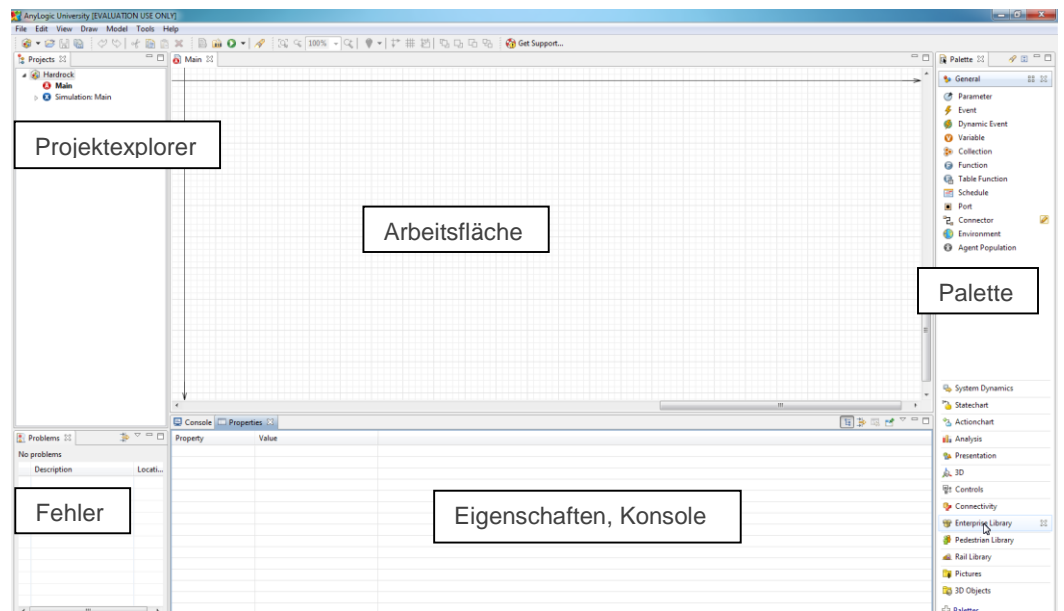 AnyLogic University [EVALUATION USE ONLY]
File Edit View Draw Model Tools Help
100% Get Support...
Projects
Main
Palette
Hardrock
Main
Simulation: Main
Projektexplorer
Arbeitsfläche
General
Parameter
Event
Dynamic Event
Variable
Collection
Function
Table Function
Schedule
Port
Connector
Environment
Agent Population
Palette
System Dynamics
Statechart
Actionchart
Analysis
Presentation
3D
Controls
Connectivity
Enterprise Library
Pedestrian Library
Rail Library
Pictures
3D Objects
Palettes
Console Properties
Property Value
Eigenschaften, Konsole
Problems
No problems
Description Locati...
Fehler